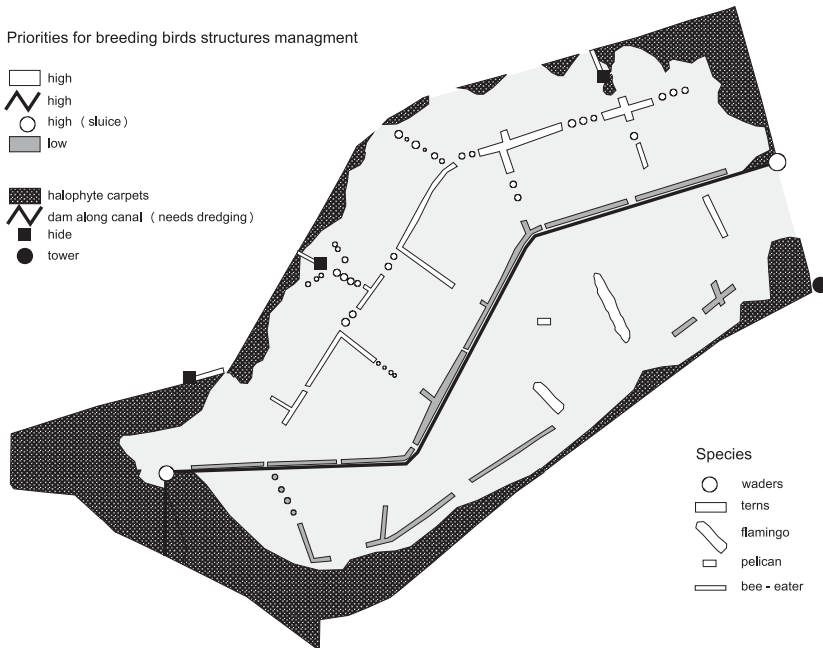 Priorities for breeding birds structures managment
high
high
high ( sluice )
low
halophyte carpets
dam along canal ( needs dredging)
hide
tower
Species
waders
terns
flamingo
pelican
bee - eater